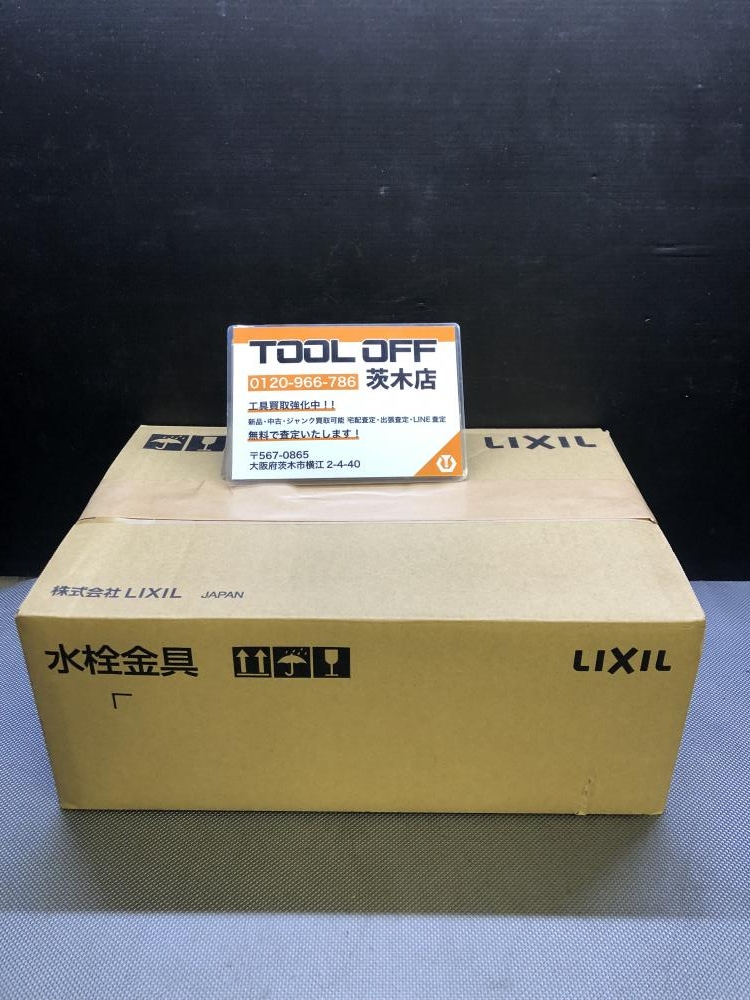 TOOL OFF
0120-966-786 茨木店
工具買取強化中!!
新品・中古・ジャンク買取可能 宅配査定・出張査定・LINE査定
無料で査定いたします!
〒567-0865
大阪府茨木市横江 2-4-40
LIXIL
株式会社 LIXIL JAPAN
水栓金具
LIXIL